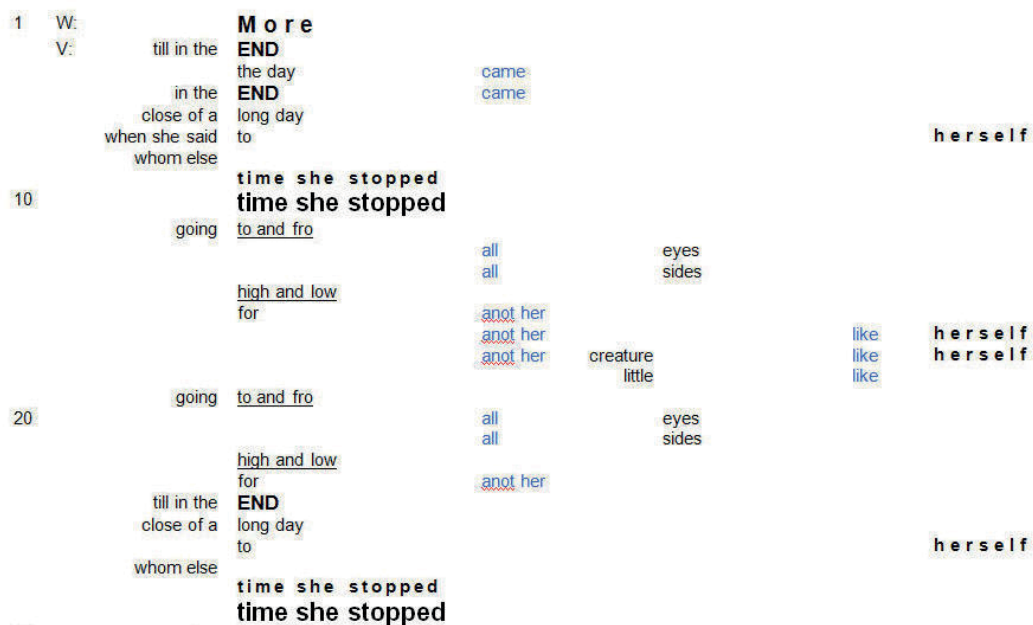 1 W: More
V: till in the END
the day came
in the END came
close of a long day
when she said to herself
whom else
time she stopped
10 time she stopped
going to and fro
all eyes
all sides
high and low
for anot her
anot her like herself
anot her creature like herself
little like
going to and fro
20 all eyes
all sides
high and low
for anot her
till in the END
close of a long day
to herself
whom else
time she stopped
time she stopped